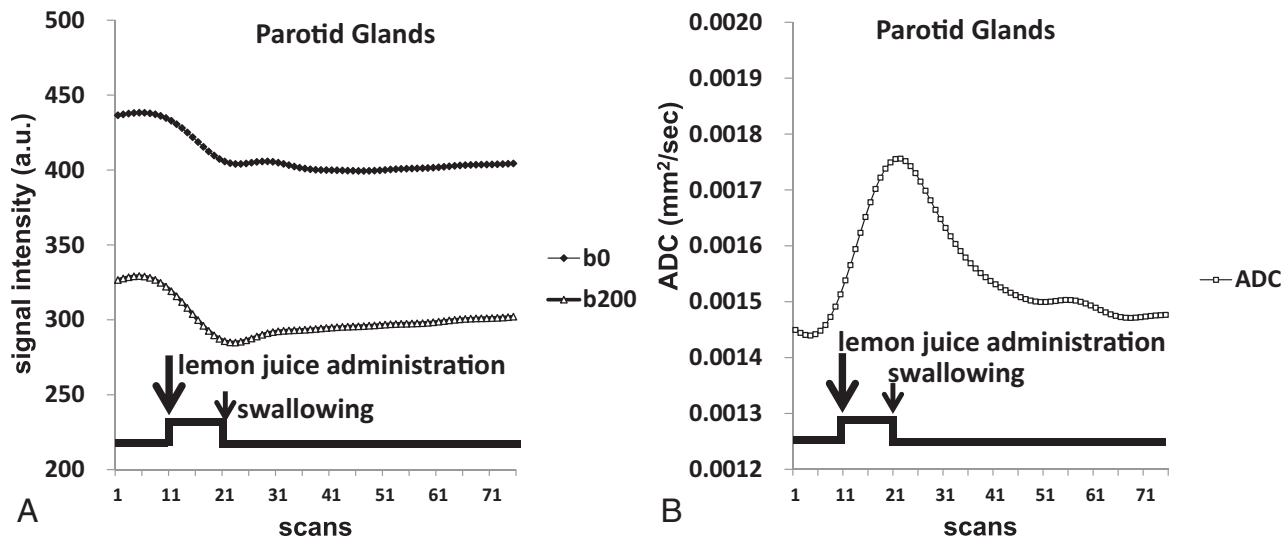 Parotid Glands
500
450
400
350
300
250
200
signal intensity (a.u.)
b0
b200
lemon juice administration
swallowing
1 11 21 31 41 51 61 71
scans
A
Parotid Glands
0.0020
0.0019
0.0018
0.0017
0.0016
0.0015
0.0014
0.0013
0.0012
ADC (mm²/sec)
ADC
lemon juice administration
swallowing
1 11 21 31 41 51 61 71
scans
B